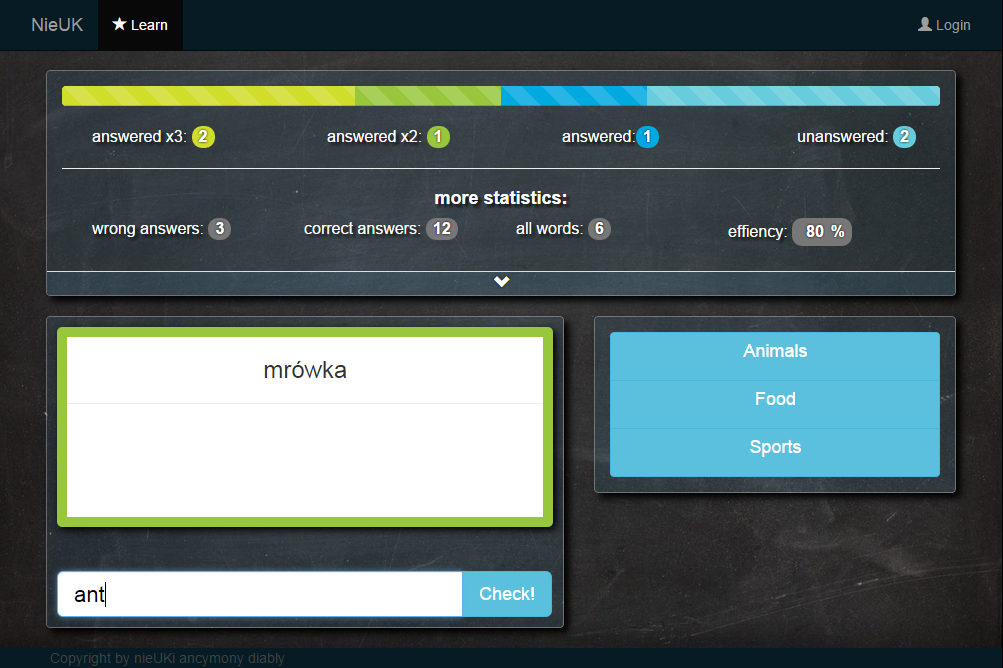 NieUK Learn Login
answered x3: 2 answered x2: 1 answered: 1 unanswered: 2
more statistics:
wrong answers: 3 correct answers: 12 all words: 6 effiency: 80 %
mrówka
ant Check!
Animals
Food
Sports
Copyright by nieUKi ancymony diably